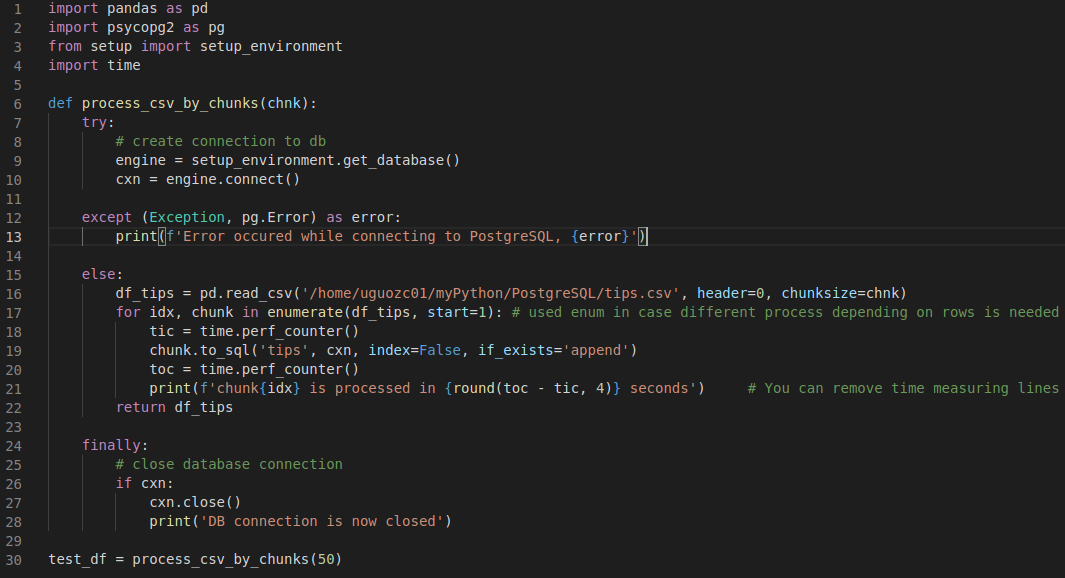 1 import pandas as pd
2 import psycopg2 as pg
3 from setup import setup_environment
4 import time
5
6 def process_csv_by_chunks(chnk):
7     try:
8         # create connection to db
9         engine = setup_environment.get_database()
10         cxn = engine.connect()
11
12     except (Exception, pg.Error) as error:
13         print(f'Error occured while connecting to PostgreSQL, {error}')
14
15     else:
16         df_tips = pd.read_csv('/home/uguozc01/myPython/PostgreSQL/tips.csv', header=0, chunksize=chnk)
17         for idx, chunk in enumerate(df_tips, start=1): # used enum in case different process depending on rows is needed
18             tic = time.perf_counter()
19             chunk.to_sql('tips', cxn, index=False, if_exists='append')
20             toc = time.perf_counter()
21             print(f'chunk{idx} is processed in {round(toc - tic, 4)} seconds')     # You can remove time measuring lines
22         return df_tips
23
24     finally:
25         # close database connection
26         if cxn:
27             cxn.close()
28             print('DB connection is now closed')
29
30 test_df = process_csv_by_chunks(50)